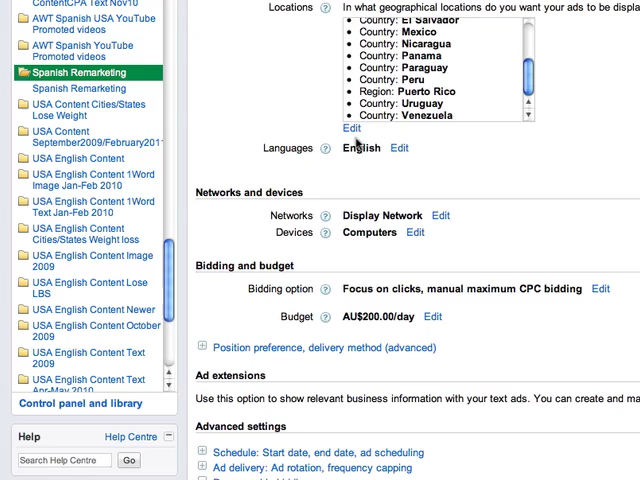 ContentCPA Text Nov10
AWT Spanish USA YouTube
Promoted videos
AWT Spanish YouTube
Promoted videos
Spanish Remarketing
Spanish Remarketing
USA Content Cities/States
Lose Weight
USA Content
September2009/February2011
USA English Content
USA English Content 1Word
Image Jan-Feb 2010
USA English Content 1Word
Text Jan-Feb 2010
USA English Content
Cities/States Weight loss
USA English Content Image
2009
USA English Content Lose
LBS
USA English Content Newer
USA English Content October
2009
USA English Content Text
2009
USA English Content Text
Apr-May 2010
Control panel and library
Help
Help Centre
Search Help Centre
Go
Locations ? In what geographical locations do you want your ads to be
Country: El Salvador
Country: Mexico
Country: Nicaragua
Country: Panama
Country: Paraguay
Country: Peru
Region: Puerto Rico
Country: Uruguay
Country: Venezuela
Edit
Languages ? English Edit
Networks and devices
Networks ? Display Network Edit
Devices ? Computers Edit
Bidding and budget
Bidding option ? Focus on clicks, manual maximum CPC bidding Edit
Budget ? AU$200.00/day Edit
Position preference, delivery method (advanced)
Ad extensions
Use this option to show relevant business information with your text ads. You can create and
Advanced settings
Schedule: Start date, end date, ad scheduling
Ad delivery: Ad rotation, frequency capping